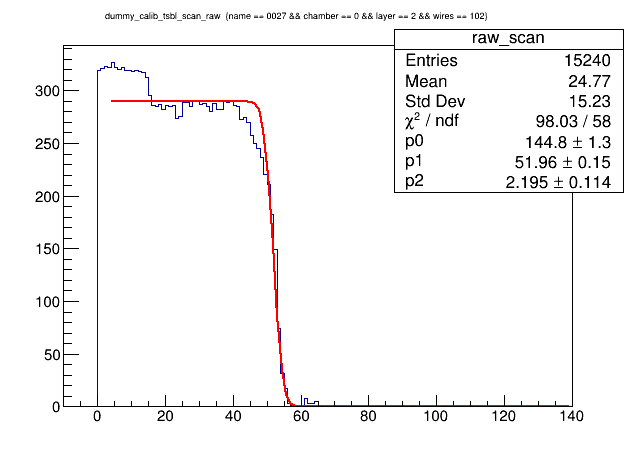 dummy_calib_tsbl_scan_raw (name == 0027 && chamber == 0 && layer == 2 && wires == 102)
raw_scan
Entries 15240
Mean 24.77
Std Dev 15.23
χ² / ndf 98.03 / 58
p0 144.8 ± 1.3
p1 51.96 ± 0.15
p2 2.195 ± 0.114
300
250
200
150
100
50
0
0 20 40 60 80 100 120 140